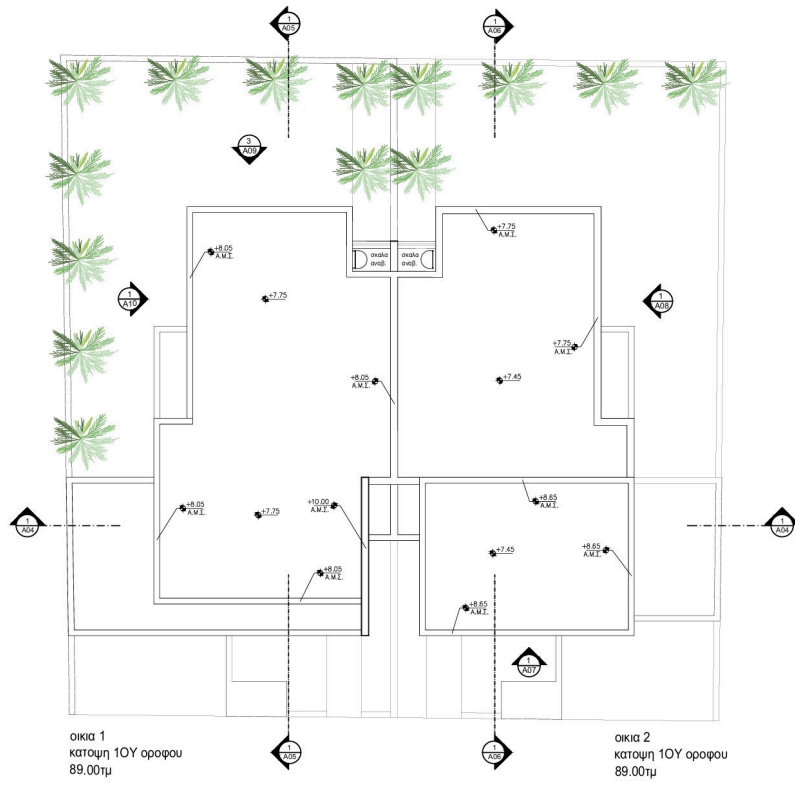 1
A05
1
A06
3
A09
+8.05
Α.Μ.Σ.
+7.75
σκαλα
αναβ.
σκαλα
αναβ.
+7.75
Α.Μ.Σ.
1
A10
1
A08
+7.75
Α.Μ.Σ.
+8.05
Α.Μ.Σ.
+7.45
+8.05
Α.Μ.Σ.
+7.75
+10.00
Α.Μ.Σ.
+8.65
Α.Μ.Σ.
1
A04
1
A04
+7.45
+8.65
Α.Μ.Σ.
+8.05
Α.Μ.Σ.
+8.65
Α.Μ.Σ.
1
A07
οικια 1
κατοψη 1ΟΥ οροφου
89.00τμ
1
A05
1
A06
οικια 2
κατοψη 1ΟΥ οροφου
89.00τμ